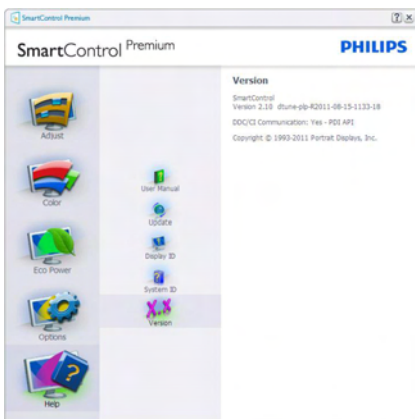 SmartControl Premium
SmartControl Premium
PHILIPS
Adjust
Color
Eco Power
Options
Help
User Manual
Update
Display ID
System ID
X.X
Version
Version
SmartControl
Version 2.10 dtune-plp-R2011-08-15-1133-18
DDC/CI Communication: Yes - PDI API
Copyright © 1993-2011 Portrait Displays, Inc.